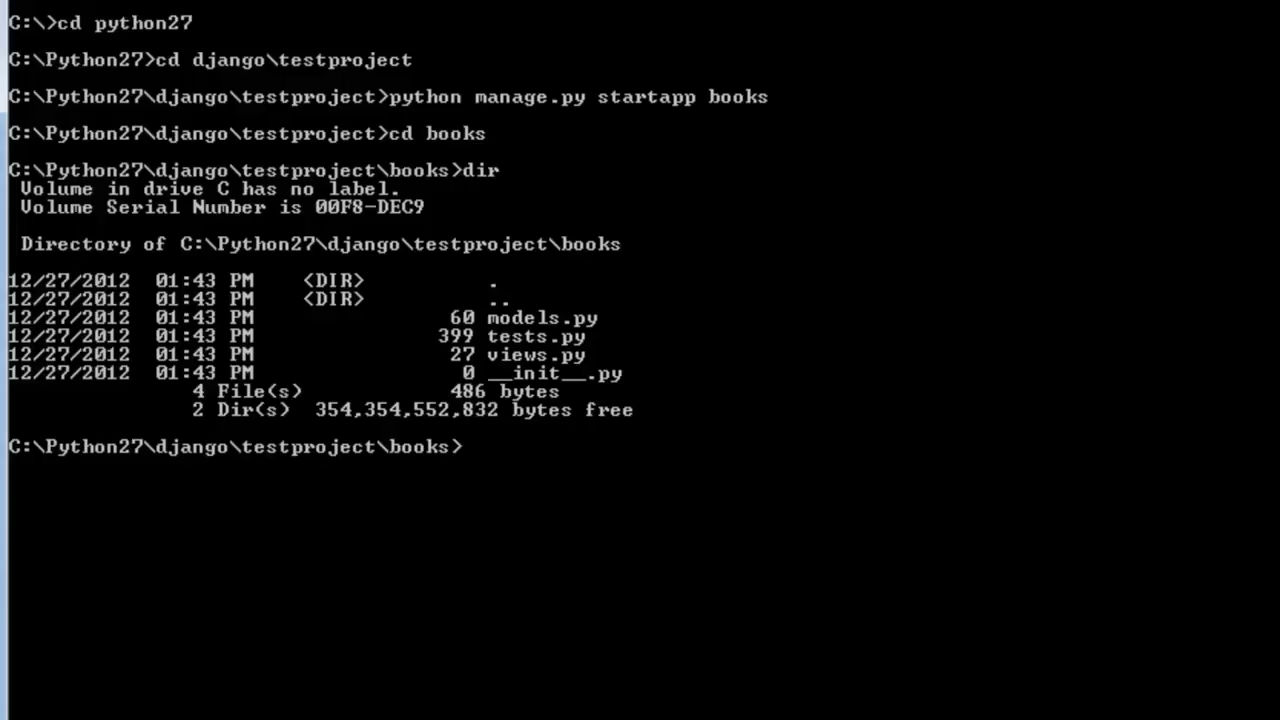 C:\>cd python27
C:\Python27>cd django\testproject
C:\Python27\django\testproject>python manage.py startapp books
C:\Python27\django\testproject>cd books
C:\Python27\django\testproject\books>dir
Volume in drive C has no label.
Volume Serial Number is 00F8-DEC9
Directory of C:\Python27\django\testproject\books
12/27/2012  01:43 PM    <DIR>          .
12/27/2012  01:43 PM    <DIR>          ..
12/27/2012  01:43 PM                60 models.py
12/27/2012  01:43 PM               399 tests.py
12/27/2012  01:43 PM                27 views.py
12/27/2012  01:43 PM                 0 __init__.py
4 File(s)            486 bytes
2 Dir(s)  354,354,552,832 bytes free
C:\Python27\django\testproject\books>